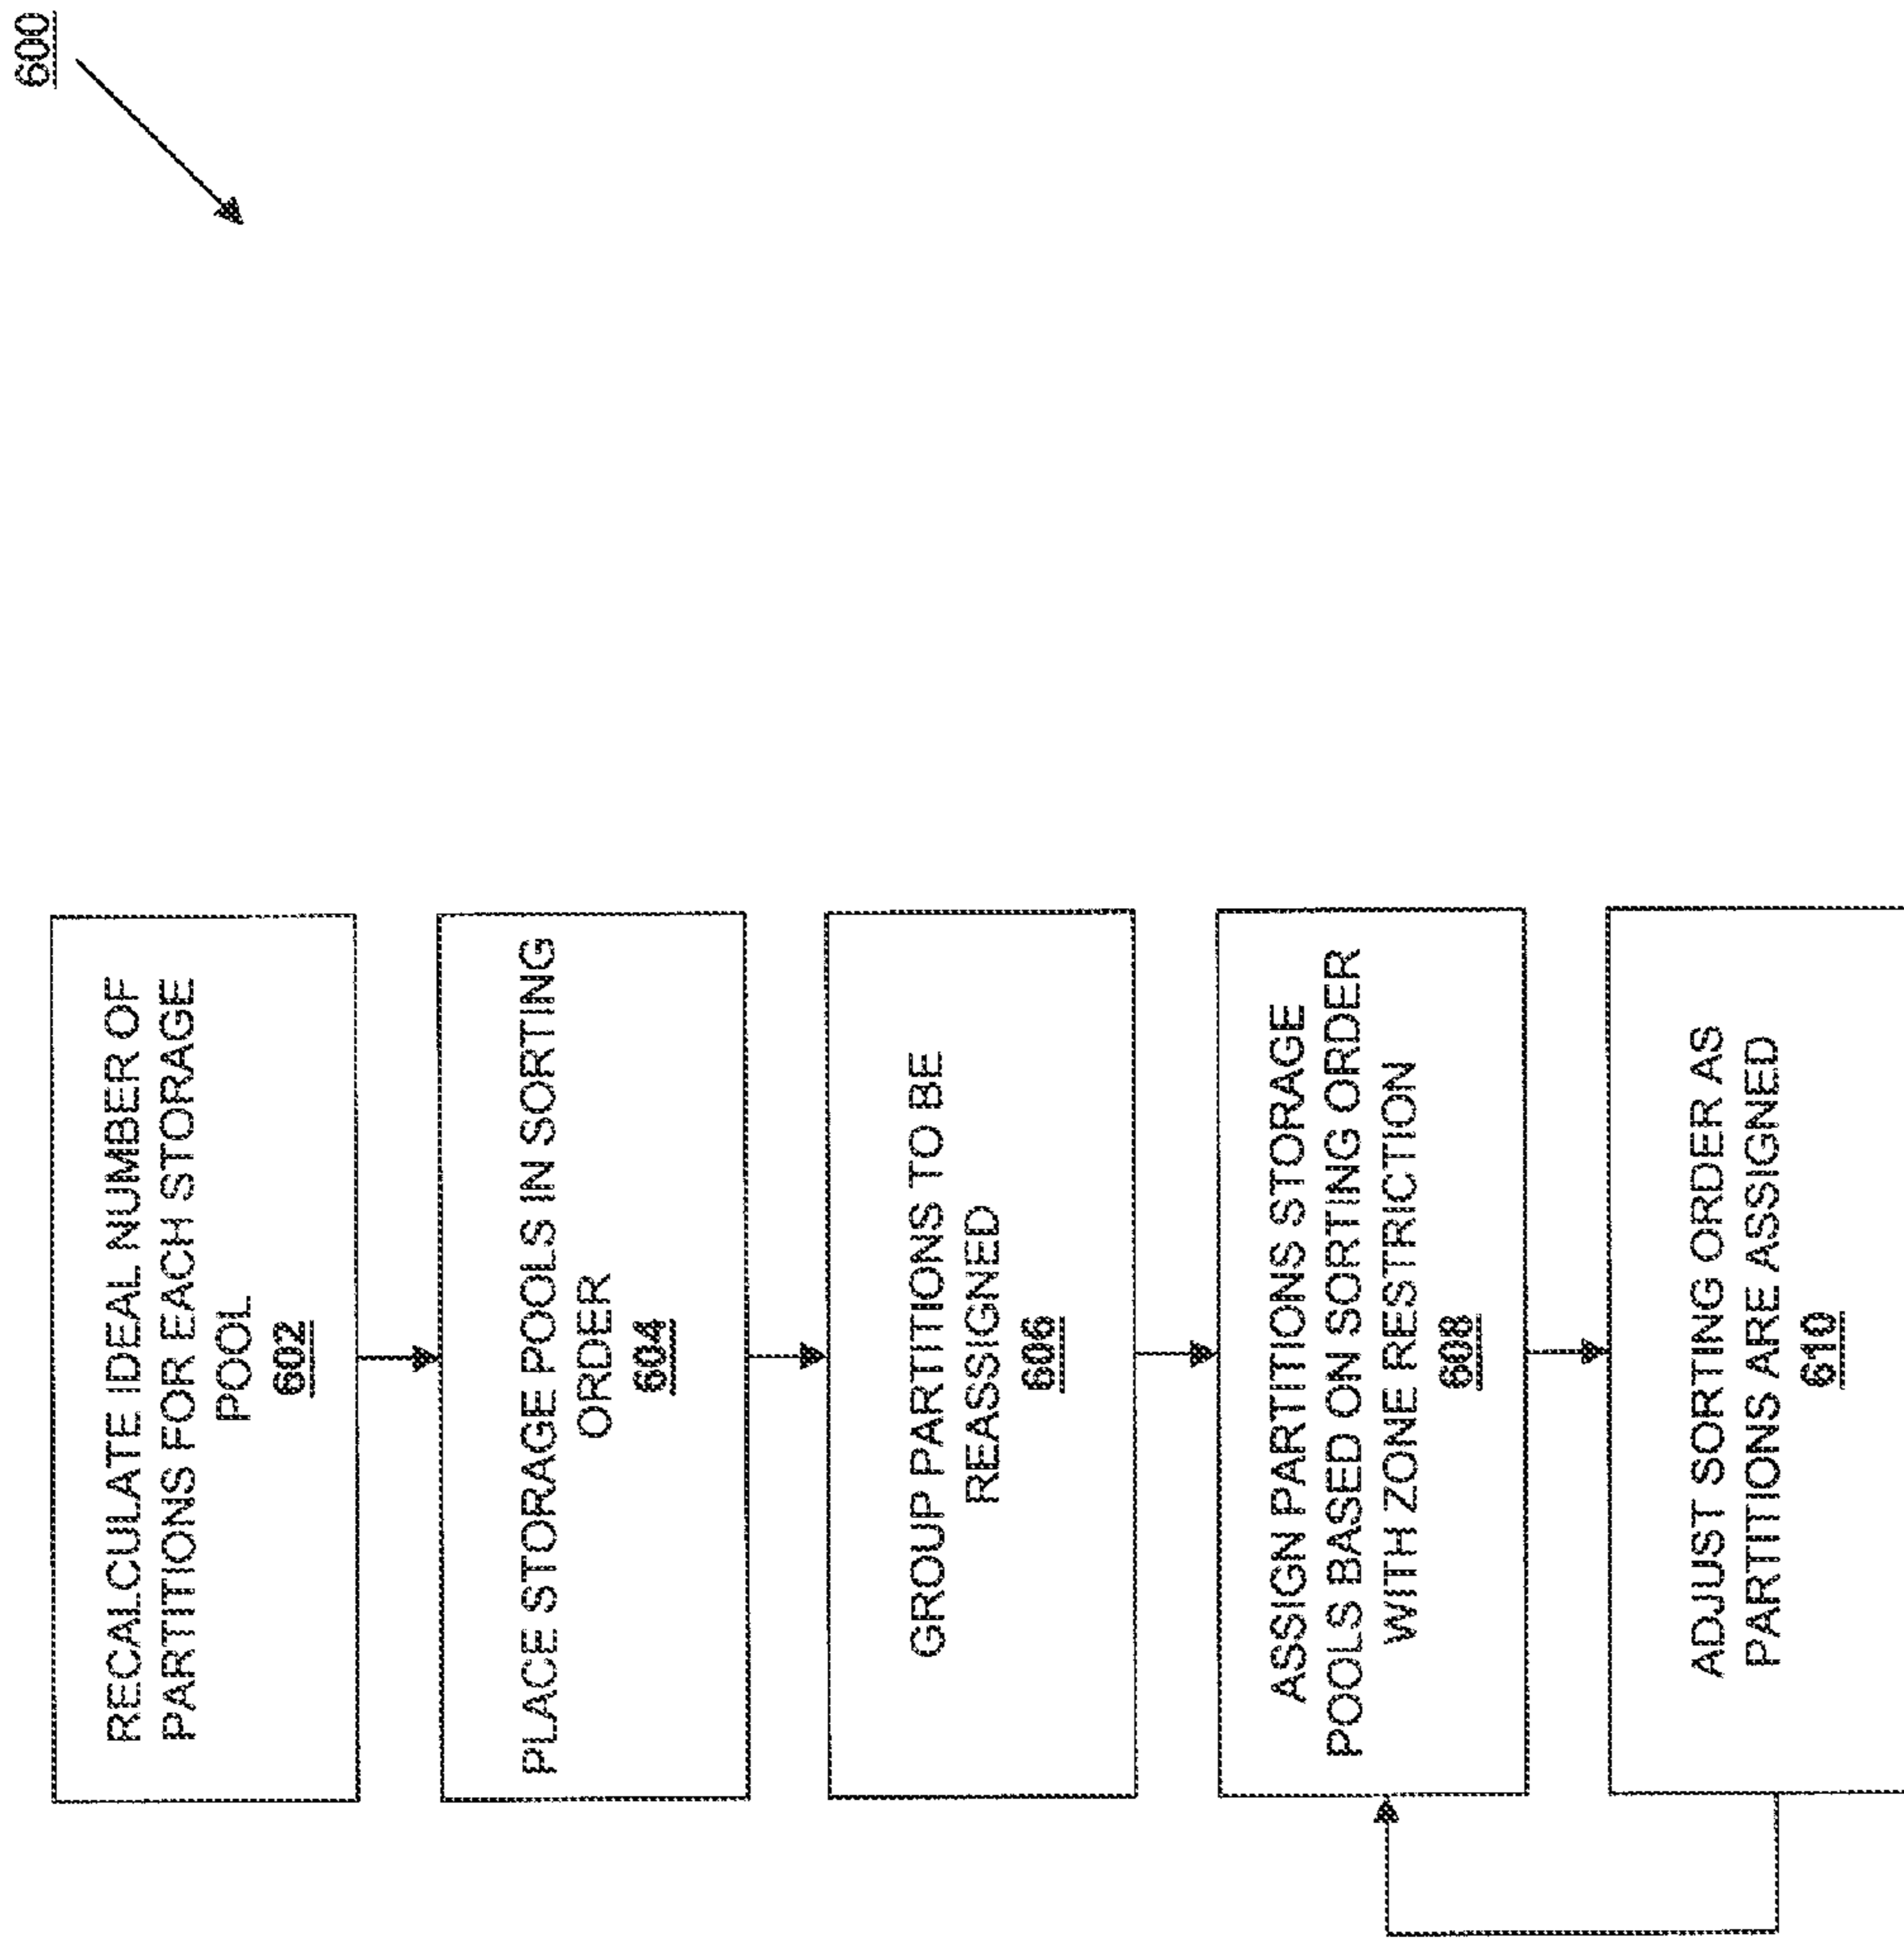 600
RECALCULATE IDEAL NUMBER OF
PARTITIONS FOR EACH STORAGE
POOL
602
PLACE STORAGE POOLS IN SORTING
ORDER
604
GROUP PARTITIONS TO BE
REASSIGNED
606
ASSIGN PARTITIONS STORAGE
POOLS BASED ON SORTING ORDER
WITH ZONE RESTRICTION
608
ADJUST SORTING ORDER AS
PARTITIONS ARE ASSIGNED
610